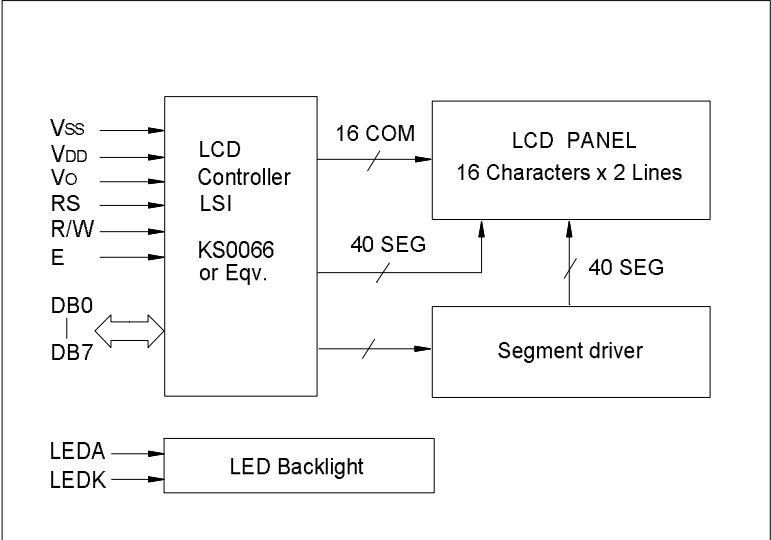 VSS
VDD
VO
RS
R/W
E
DB0
DB7
LCD
Controller
LSI
KS0066
or Eqv.
16 COM
40 SEG
LCD PANEL
16 Characters x 2 Lines
40 SEG
Segment driver
LEDA
LEDK
LED Backlight